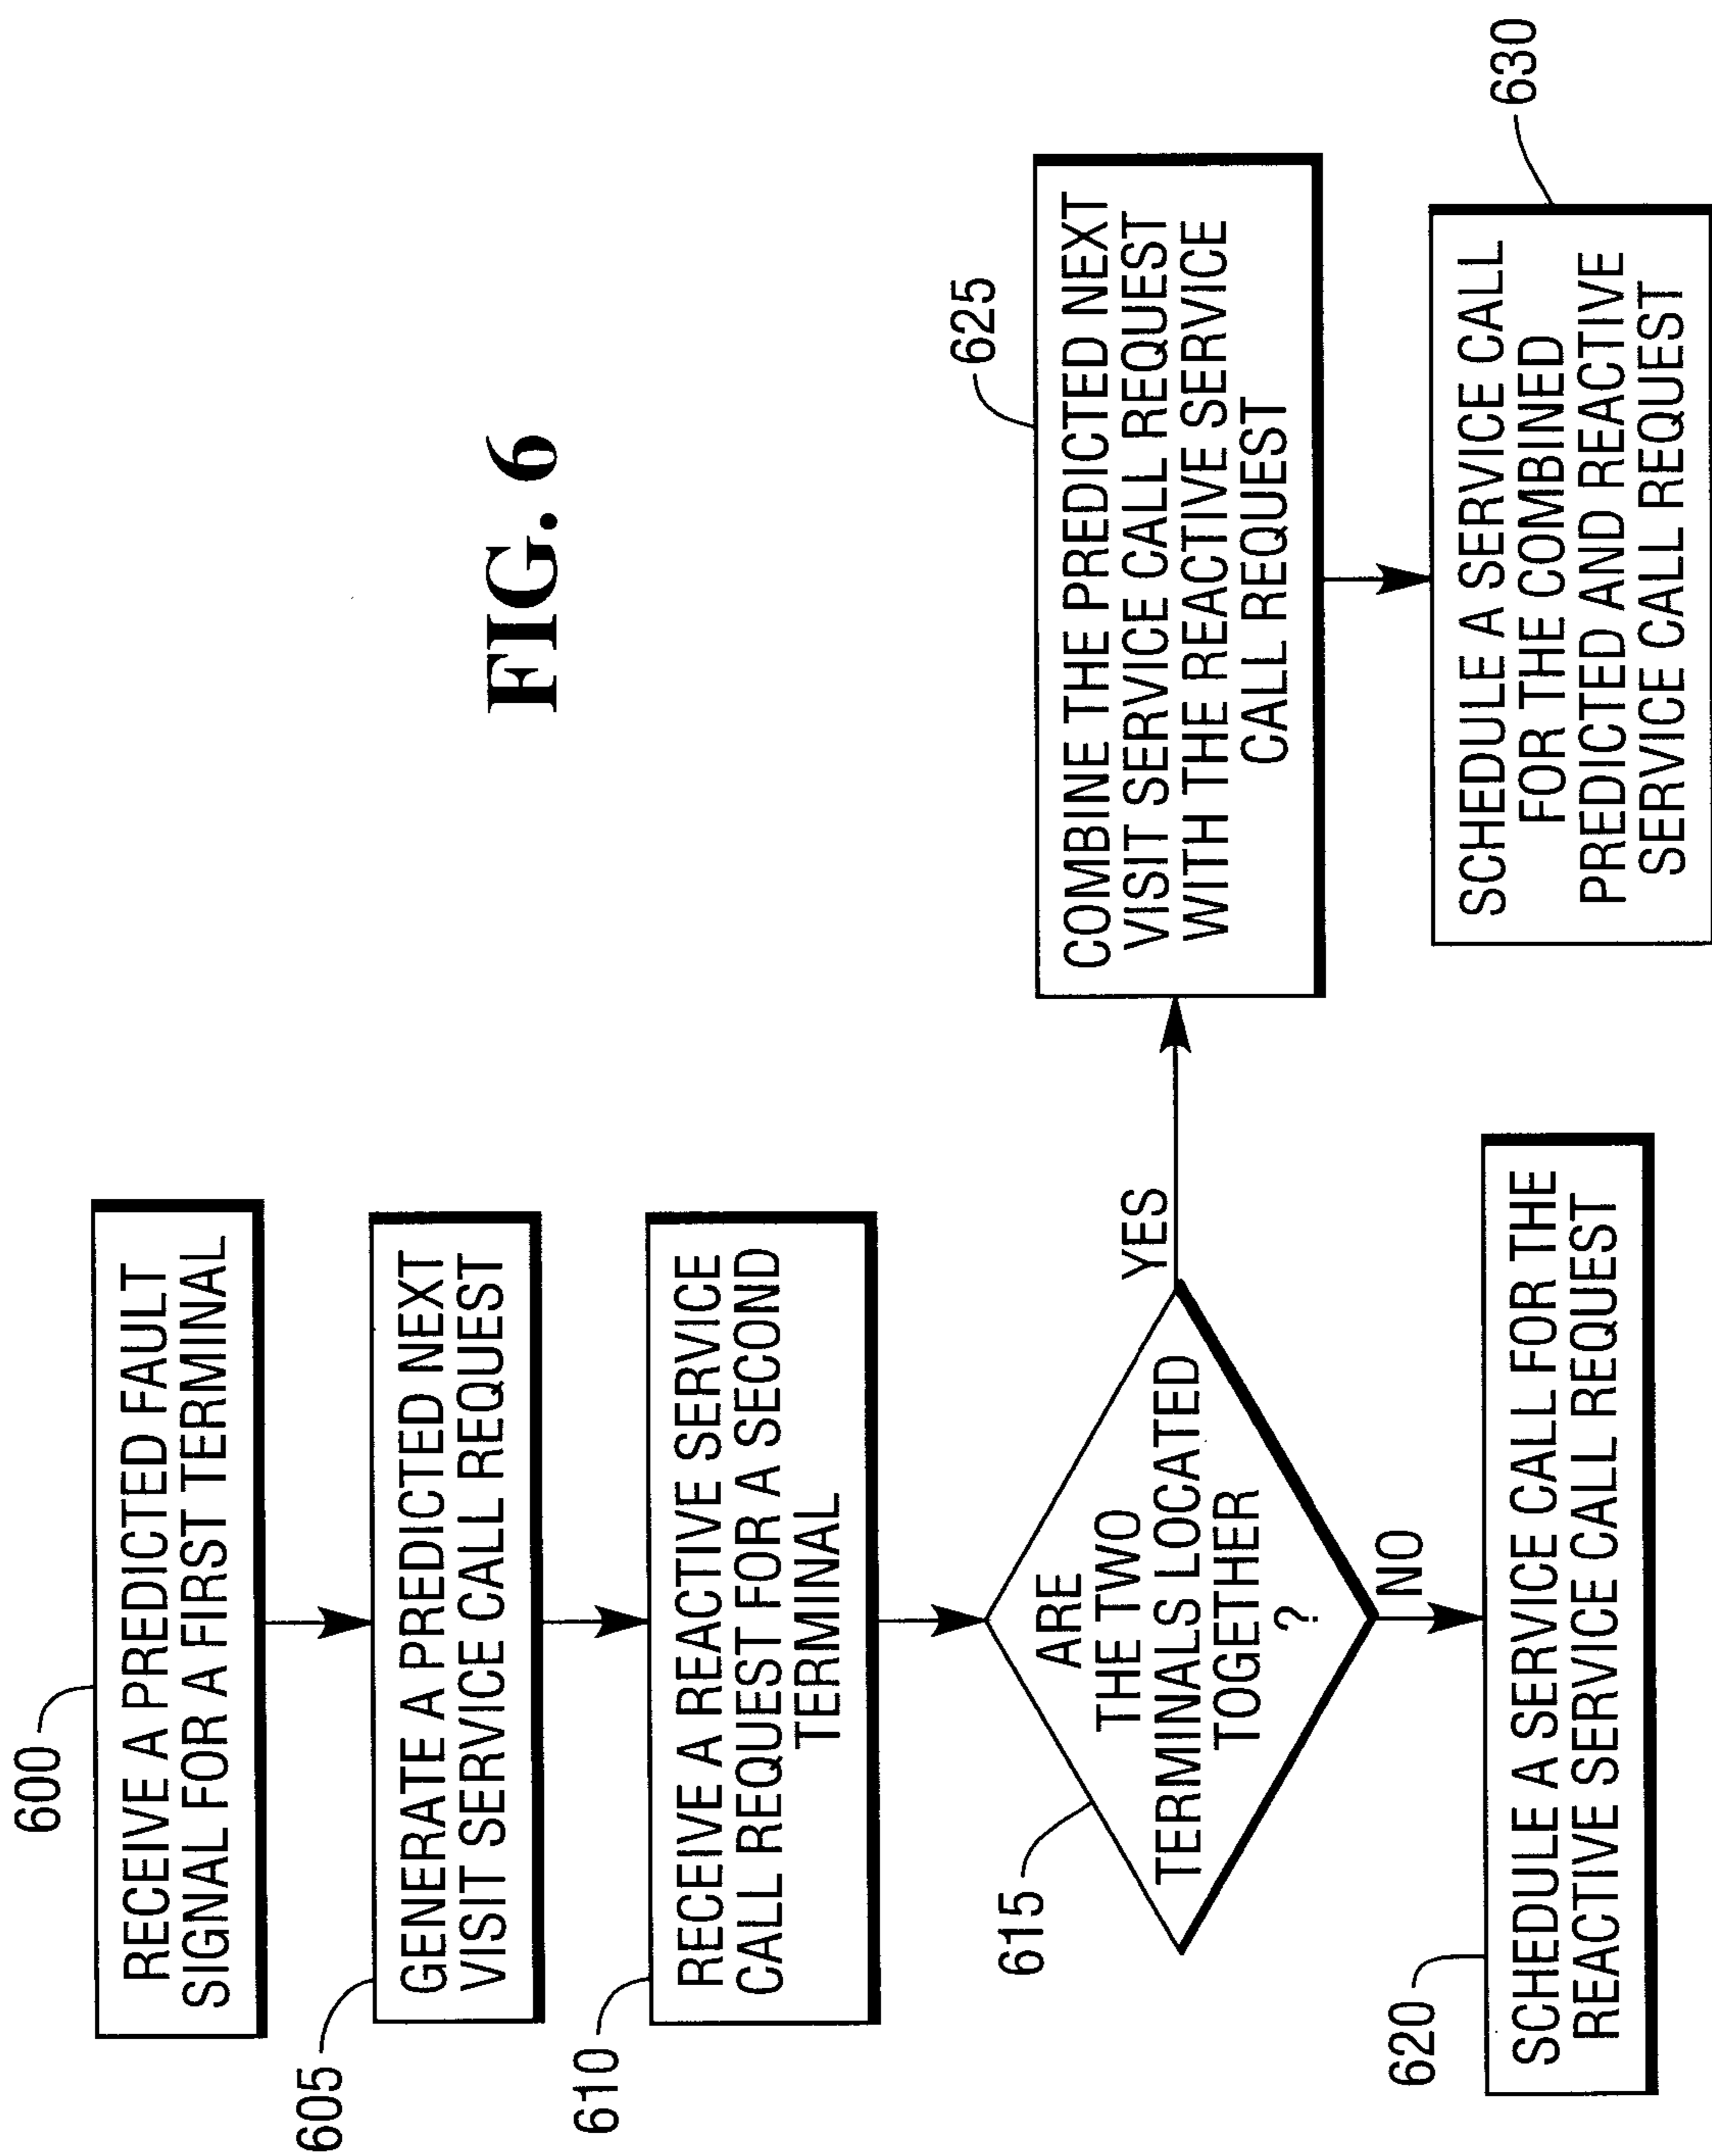 FIG. 6
600
RECEIVE A PREDICTED FAULT
SIGNAL FOR A FIRST TERMINAL
605
GENERATE A PREDICTED NEXT
VISIT SERVICE CALL REQUEST
610
RECEIVE A REACTIVE SERVICE
CALL REQUEST FOR A SECOND
TERMINAL
615
ARE
THE TWO
TERMINALS LOCATED
TOGETHER
?
YES
NO
620
SCHEDULE A SERVICE CALL FOR THE
REACTIVE SERVICE CALL REQUEST
625
COMBINE THE PREDICTED NEXT
VISIT SERVICE CALL REQUEST
WITH THE REACTIVE SERVICE
CALL REQUEST
630
SCHEDULE A SERVICE CALL
FOR THE COMBINED
PREDICTED AND REACTIVE
SERVICE CALL REQUEST